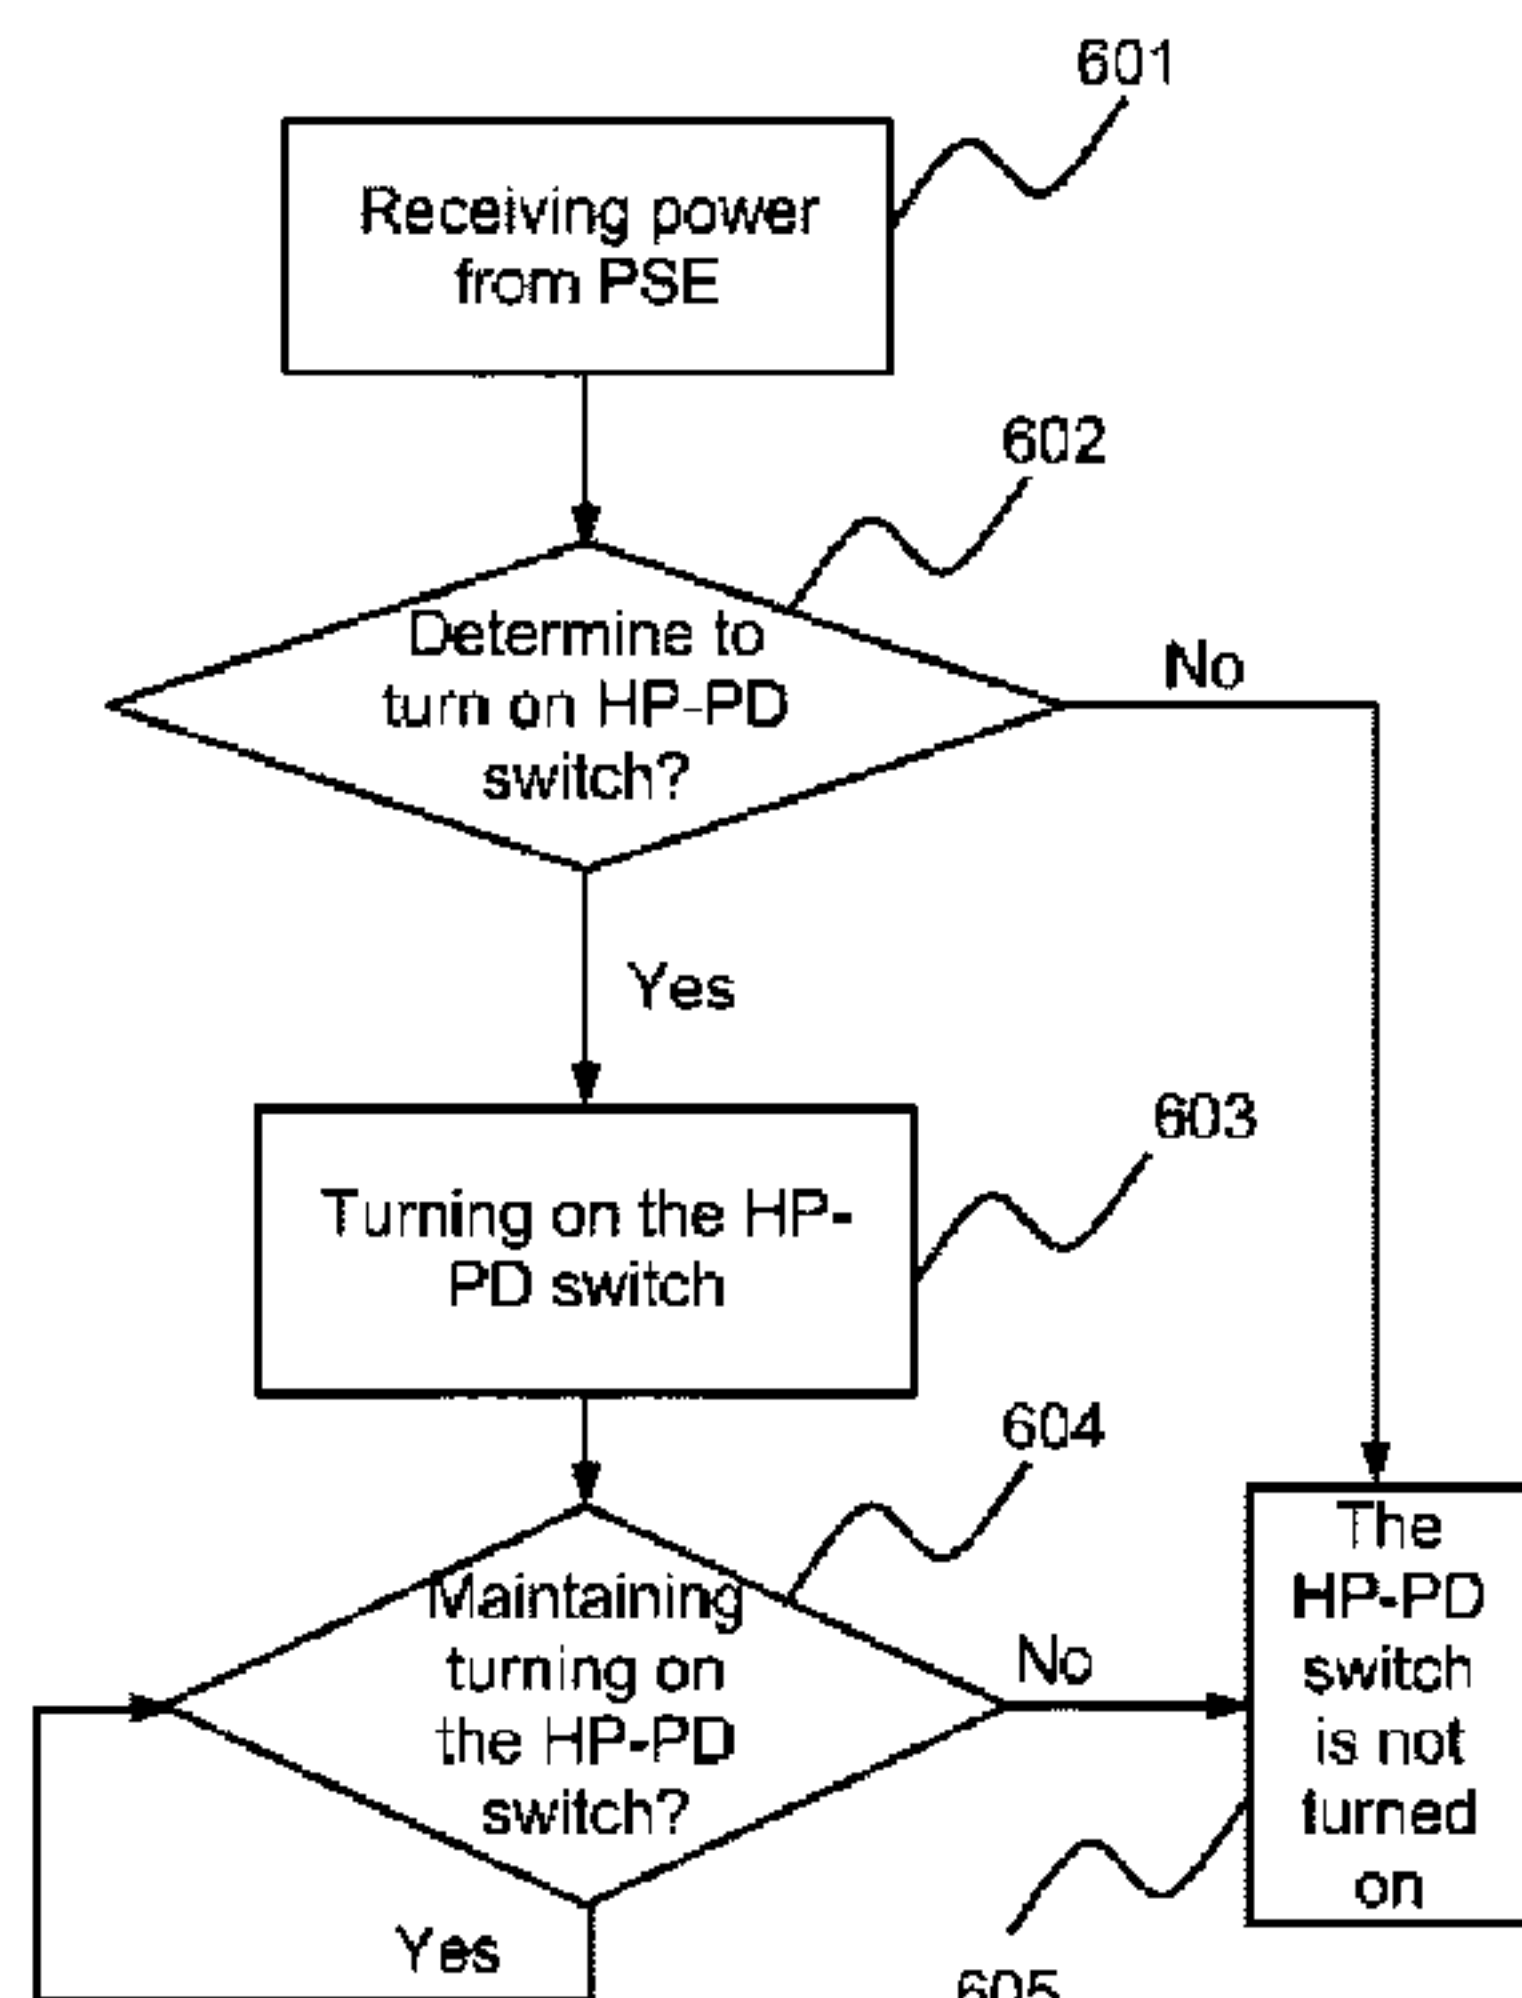 601
Receiving power
from PSE
602
Determine to
turn on HP-PD
switch?
No
Yes
603
Turning on the HP-
PD switch
604
Maintaining
turning on
the HP-PD
switch?
No
The
HP-PD
switch
is not
turned
on
Yes
605